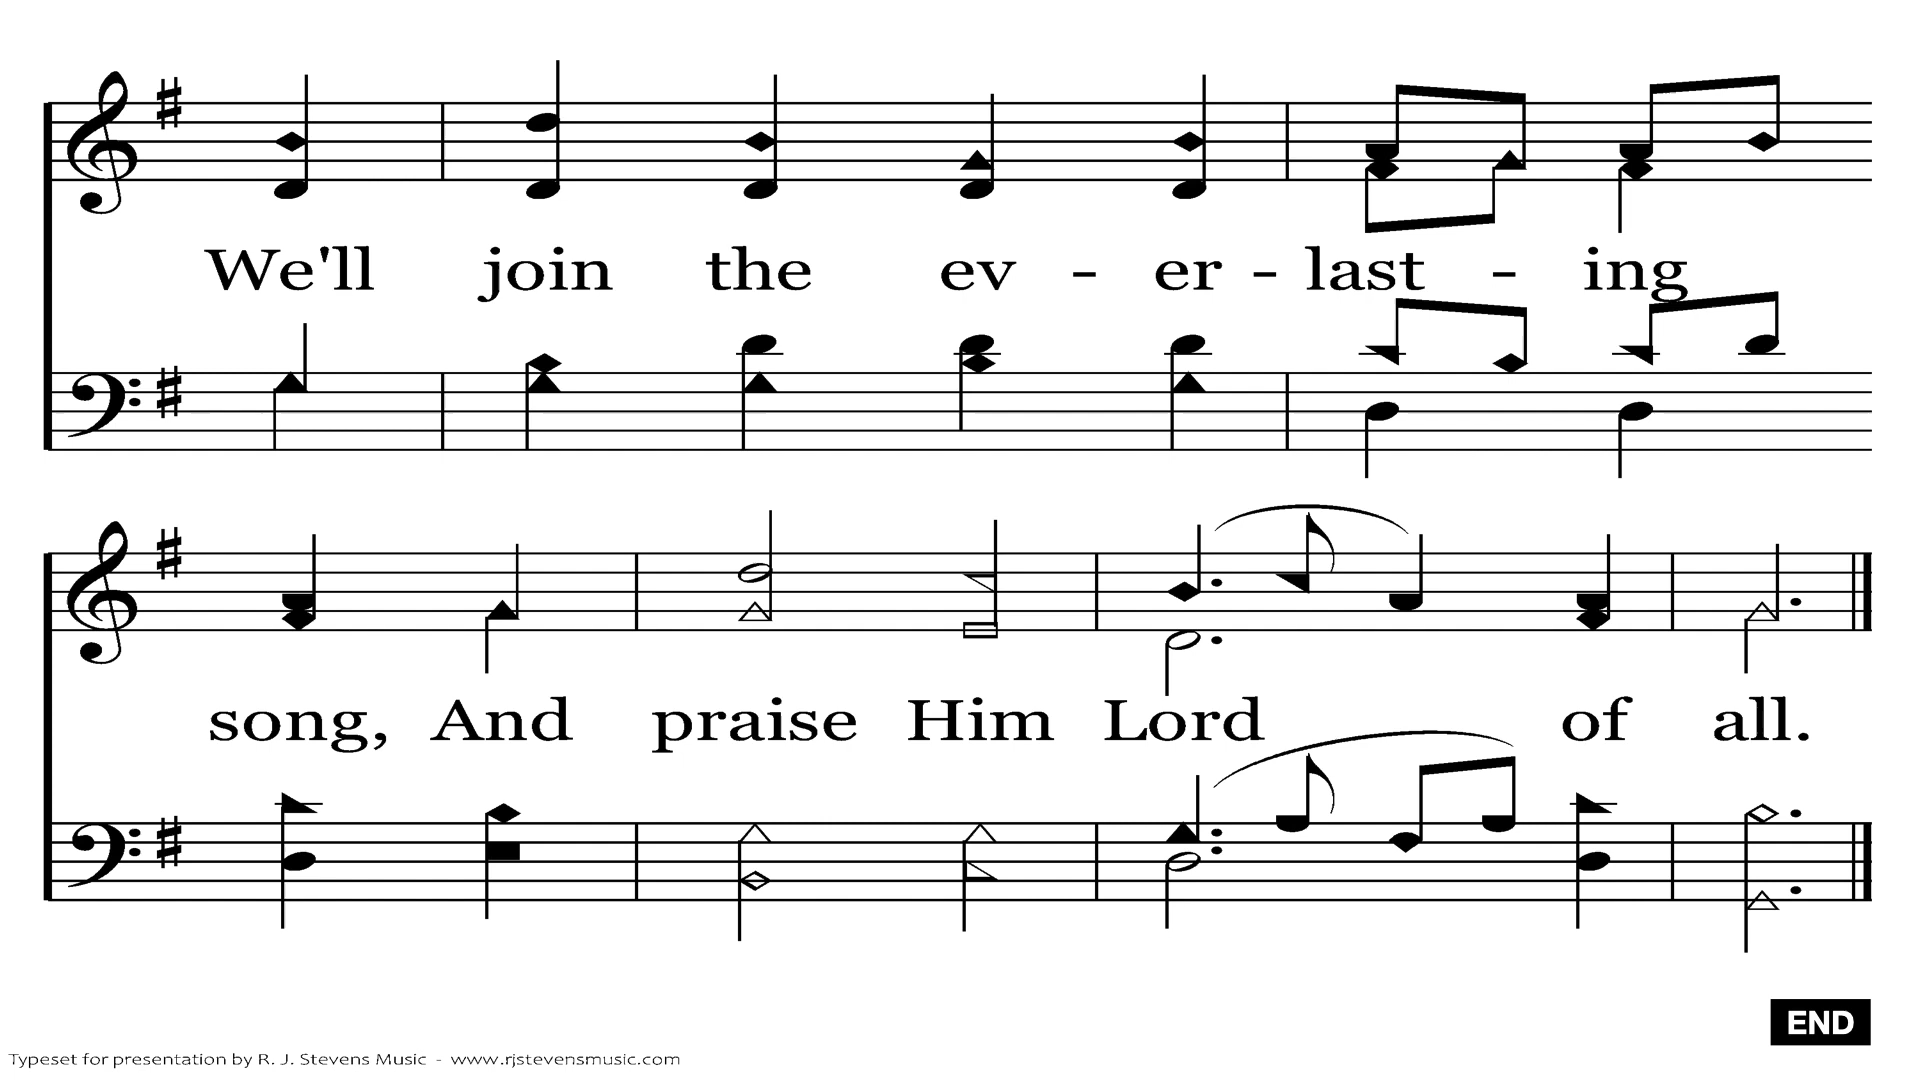 We'll join the ev - er - last - ing
song, And praise Him Lord of all.
END
Typeset for presentation by R. J. Stevens Music - www.rjstevensmusic.com